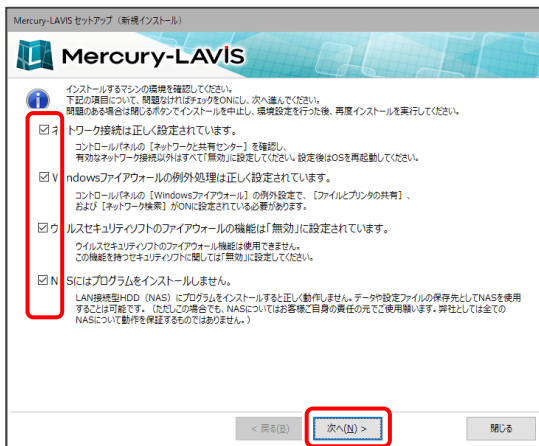 Mercury-LAVIS セットアップ（新規インストール）
Mercury-LAVIS
インストールするマシンの環境を確認してください。
下記の項目について、問題なければチェックをONにし、次へ進んでください。
問題のある場合は閉じるボタンでインストールを中止し、環境設定を行った後、再度インストールを実行してください。
ネットワーク接続は正しく設定されています。
コントロールパネルの［ネットワークと共有センター］を確認し、
有効なネットワーク接続以外はすべて「無効」に設定してください。設定後はOSを再起動してください。
Windowsファイアウォールの例外処理は正しく設定されています。
コントロールパネルの［Windowsファイアウォール］の例外設定で、［ファイルとプリンタの共有］、
および［ネットワーク検索］がONに設定されている必要があります。
ウイルスセキュリティソフトのファイアウォールの機能は「無効」に設定されています。
ウイルスセキュリティソフトのファイアウォール機能は使用できません。
この機能を持つセキュリティソフトに関しては「無効」に設定してください。
NASにはプログラムをインストールしません。
LAN接続型HDD（NAS）にプログラムをインストールすると正しく動作しません。データや設定ファイルの保存先としてNASを使用
することは可能です。（ただしこの場合でも、NASについてはお客様ご自身の責任の元でご使用願います。弊社としては全ての
NASについて動作を保証するものではありません。）
< 戻る(B) 次へ(N) > 閉じる